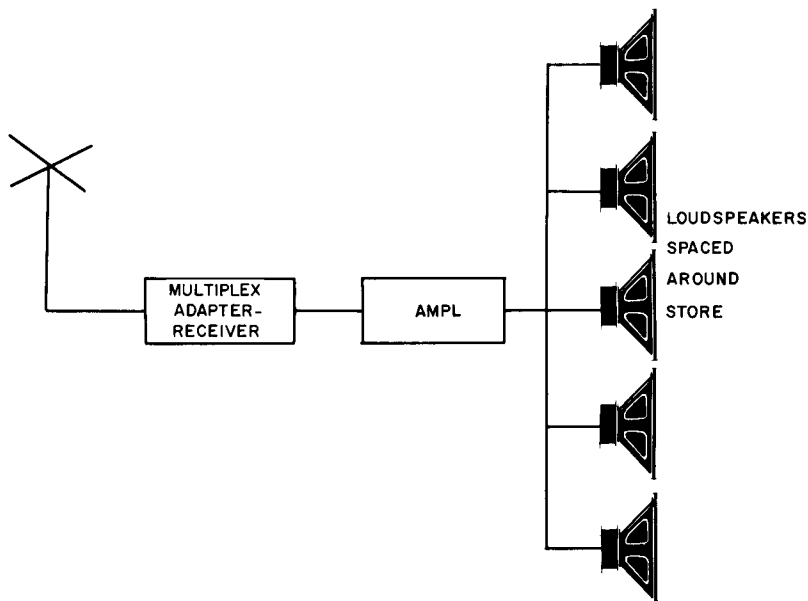 MULTIPLEX
ADAPTER-
RECEIVER
AMPL
LOUDSPEAKERS
SPACED
AROUND
STORE